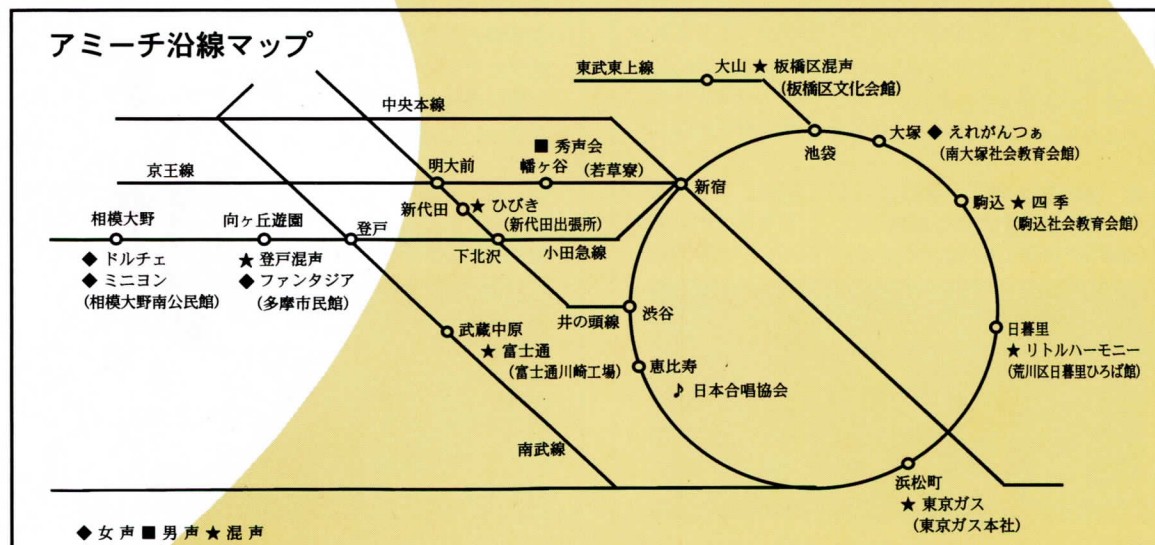 アミーチ沿線マップ
東武東上線
大山 ★ 板橋区混声
(板橋区文化会館)
中央本線
池袋
大塚 ◆ えれがんつぁ
(南大塚社会教育会館)
■ 秀声会
幡ヶ谷 (若草寮)
京王線
明大前
新宿
駒込 ★ 四 季
(駒込社会教育会館)
新代田 ★ ひびき
(新代田出張所)
相模大野
◆ ドルチェ
◆ ミニヨン
(相模大野南公民館)
向ヶ丘遊園
★ 登戸混声
◆ ファンタジア
(多摩市民館)
登戸
下北沢
小田急線
井の頭線
渋谷
武蔵中原
★ 富士通
(富士通川崎工場)
恵比寿
♪ 日本合唱協会
日暮里
★ リトルハーモニー
(荒川区日暮里ひろば館)
南武線
浜松町
★ 東京ガス
(東京ガス本社)
◆ 女 声 ■ 男 声 ★ 混 声